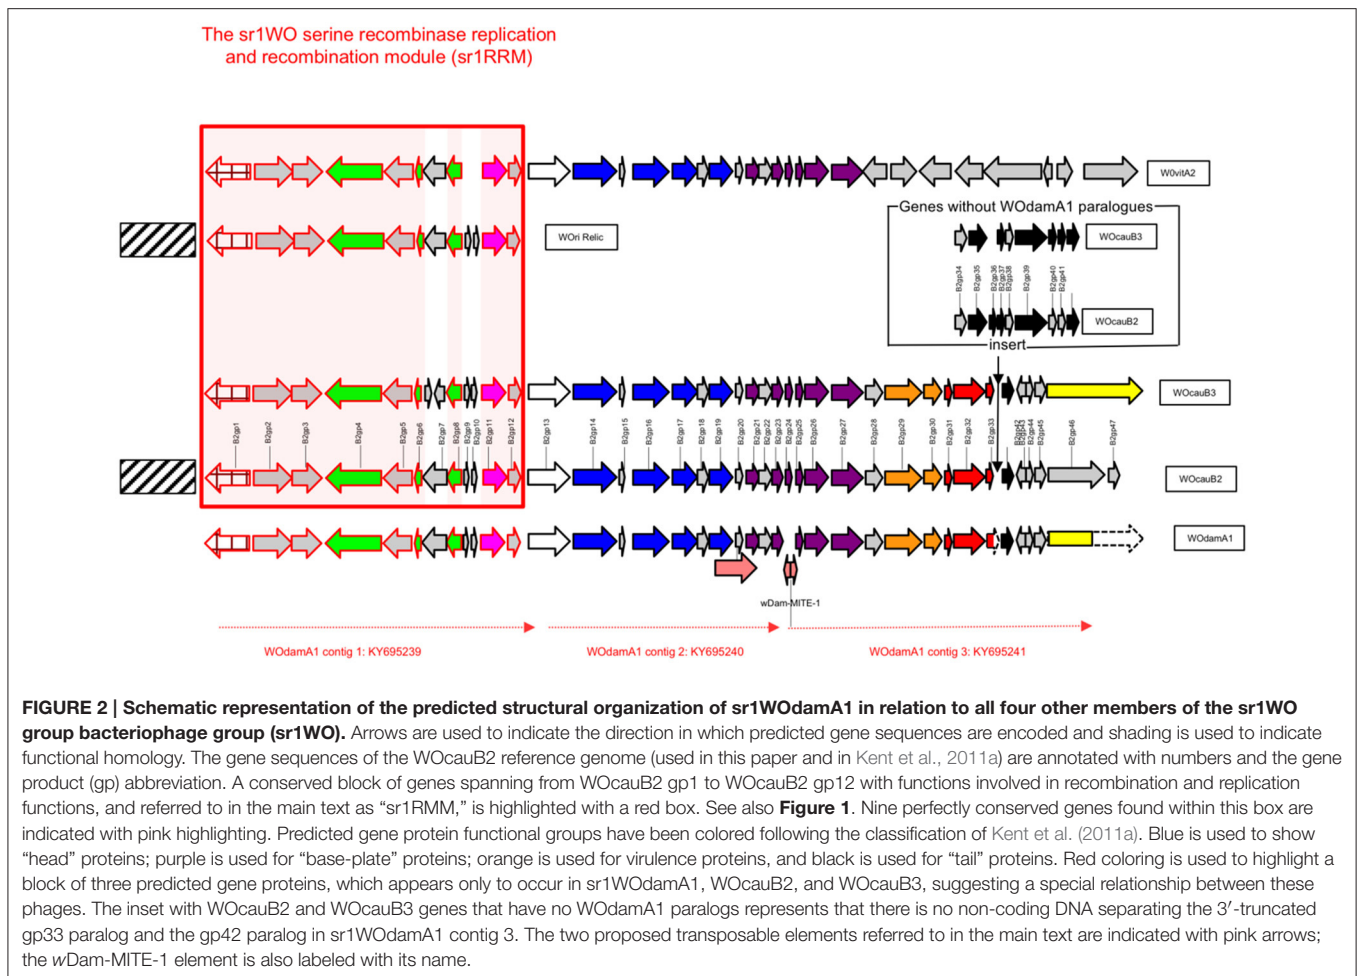 The sr1WO serine recombinase replication
and recombination module (sr1RRM)
W0vitA2
Genes without WOdamA1 paralogues
WOri Relic
WOcauB3
B2gp34
B2gp35
B2gp36
B2gp37
B2gp38
B2gp39
B2gp40
B2gp41
WOcauB2
insert
WOcauB3
B2gp1
B2gp2
B2gp3
B2gp4
B2gp5
B2gp6
B2gp7
B2gp8
B2gp9
B2gp10
B2gp11
B2gp12
B2gp13
B2gp14
B2gp15
B2gp16
B2gp17
B2gp18
B2gp19
B2gp20
B2gp21
B2gp22
B2gp23
B2gp24
B2gp25
B2gp26
B2gp27
B2gp28
B2gp29
B2gp30
B2gp31
B2gp32
B2gp33
B2gp42
B2gp43
B2gp44
B2gp45
B2gp46
B2gp47
WOcauB2
WOdamA1
wDam-MITE-1
WOdamA1 contig 1: KY695239
WOdamA1 contig 2: KY695240
WOdamA1 contig 3: KY695241
FIGURE 2 | Schematic representation of the predicted structural organization of sr1WOdamA1 in relation to all four other members of the sr1WO
group bacteriophage group (sr1WO). Arrows are used to indicate the direction in which predicted gene sequences are encoded and shading is used to indicate
functional homology. The gene sequences of the WOcauB2 reference genome (used in this paper and in Kent et al., 2011a) are annotated with numbers and the gene
product (gp) abbreviation. A conserved block of genes spanning from WOcauB2 gp1 to WOcauB2 gp12 with functions involved in recombination and replication
functions, and referred to in the main text as “sr1RMM,” is highlighted with a red box. See also Figure 1. Nine perfectly conserved genes found within this box are
indicated with pink highlighting. Predicted gene protein functional groups have been colored following the classification of Kent et al. (2011a). Blue is used to show
“head” proteins; purple is used for “base-plate” proteins; orange is used for virulence proteins, and black is used for “tail” proteins. Red coloring is used to highlight a
block of three predicted gene proteins, which appears only to occur in sr1WOdamA1, WOcauB2, and WOcauB3, suggesting a special relationship between these
phages. The inset with WOcauB2 and WOcauB3 genes that have no WOdamA1 paralogs represents that there is no non-coding DNA separating the 3′-truncated
gp33 paralog and the gp42 paralog in sr1WOdamA1 contig 3. The two proposed transposable elements referred to in the main text are indicated with pink arrows;
the wDam-MITE-1 element is also labeled with its name.